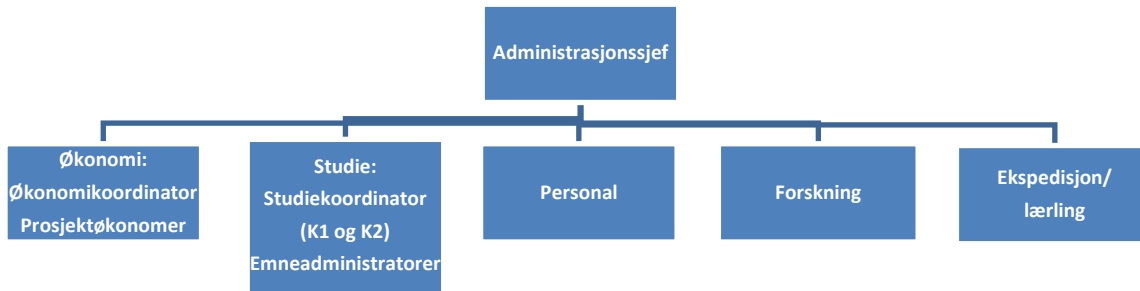 Administrasjonssjef
Økonomi:
Økonomikoordinator
Prosjektøkonomer
Studie:
Studiekoordinator
(K1 og K2)
Emneadministratorer
Personal
Forskning
Ekspedisjon/
lærling